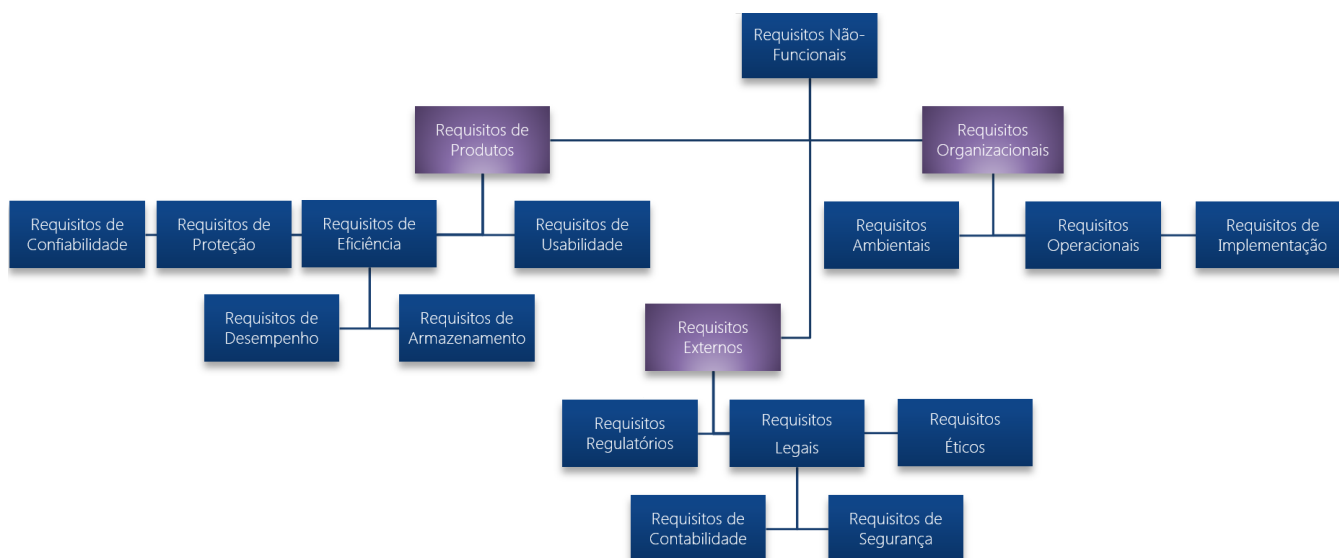 Requisitos Não-
Funcionais
Requisitos de
Produtos
Requisitos
Organizacionais
Requisitos de
Confiabilidade
Requisitos de
Proteção
Requisitos de
Eficiência
Requisitos de
Usabilidade
Requisitos
Ambientais
Requisitos
Operacionais
Requisitos de
Implementação
Requisitos de
Desempenho
Requisitos de
Armazenamento
Requisitos
Externos
Requisitos
Regulatórios
Requisitos
Legais
Requisitos
Éticos
Requisitos de
Contabilidade
Requisitos de
Segurança